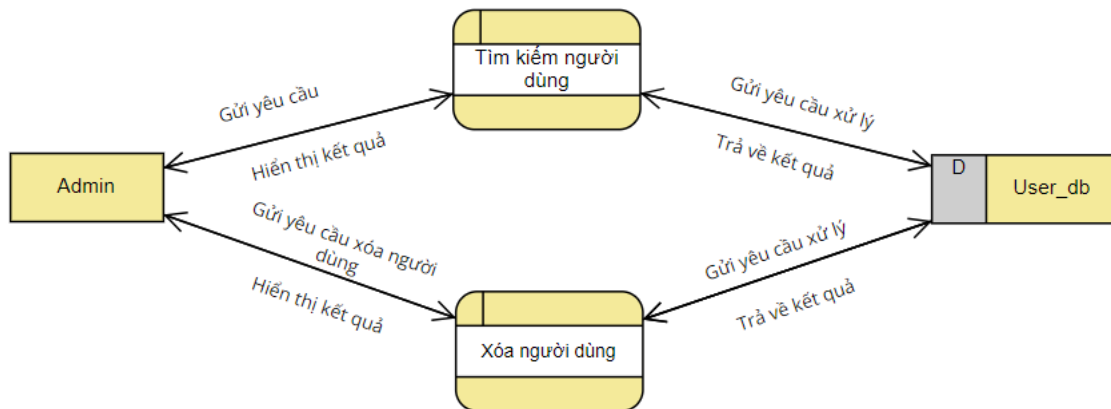 Tìm kiếm người
dùng
Gửi yêu cầu
Hiển thị kết quả
Gửi yêu cầu xử lý
Trả về kết quả
Admin
D
User_db
Gửi yêu cầu xóa người
dùng
Hiển thị kết quả
Gửi yêu cầu xử lý
Trả về kết quả
Xóa người dùng